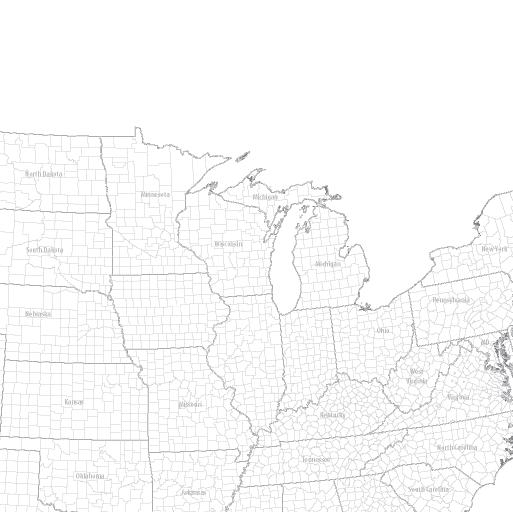 North Dakota
Minnesota
Michigan
South Dakota
Wisconsin
New York
Michigan
Pennsylvania
Nebraska
Ohio
MD
West
Virginia
Kansas
Missouri
Virginia
Kentucky
North Carolina
Tennessee
Oklahoma
Arkansas
South Carolina